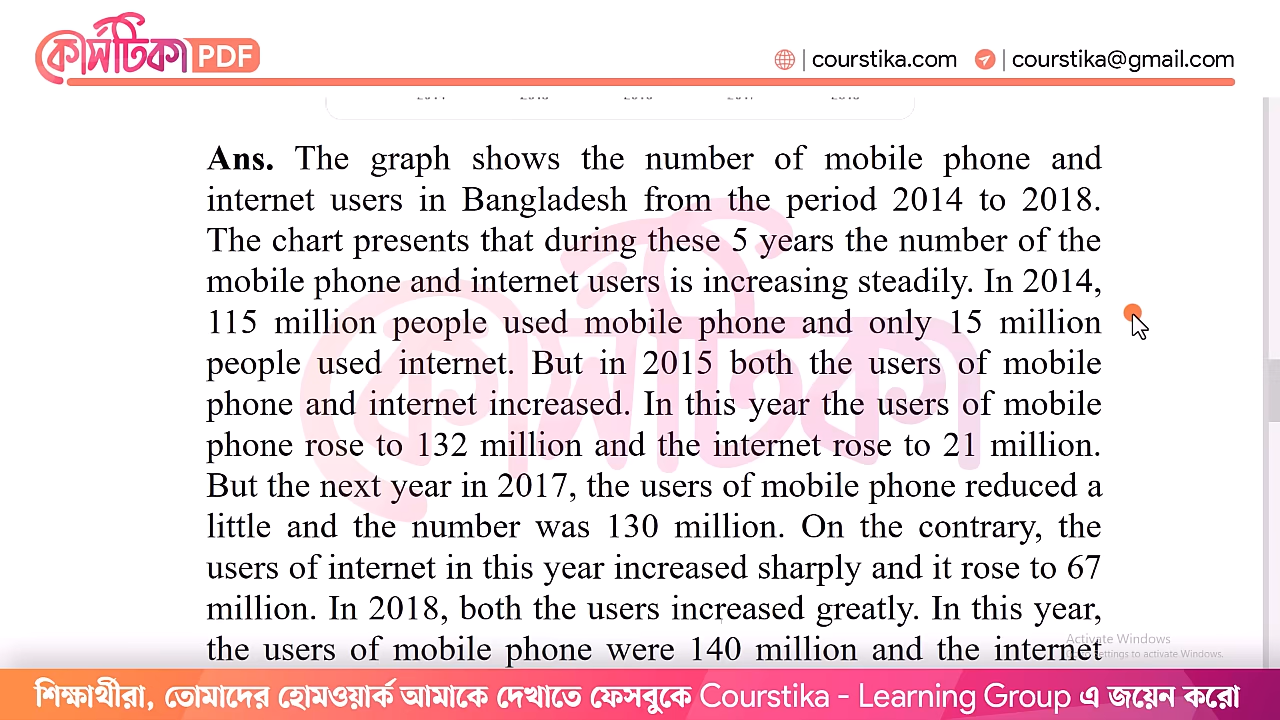 কোর্সটিকা PDF
courstika.com
courstika@gmail.com
Ans. The graph shows the number of mobile phone and
internet users in Bangladesh from the period 2014 to 2018.
The chart presents that during these 5 years the number of the
mobile phone and internet users is increasing steadily. In 2014,
115 million people used mobile phone and only 15 million
people used internet. But in 2015 both the users of mobile
phone and internet increased. In this year the users of mobile
phone rose to 132 million and the internet rose to 21 million.
But the next year in 2017, the users of mobile phone reduced a
little and the number was 130 million. On the contrary, the
users of internet in this year increased sharply and it rose to 67
million. In 2018, both the users increased greatly. In this year,
the users of mobile phone were 140 million and the internet
Activate Windows
settings to activate Windows.
শিক্ষার্থীরা, তোমাদের হোমওয়ার্ক আমাকে দেখাতে ফেসবুকে Courstika - Learning Group এ জয়েন করো